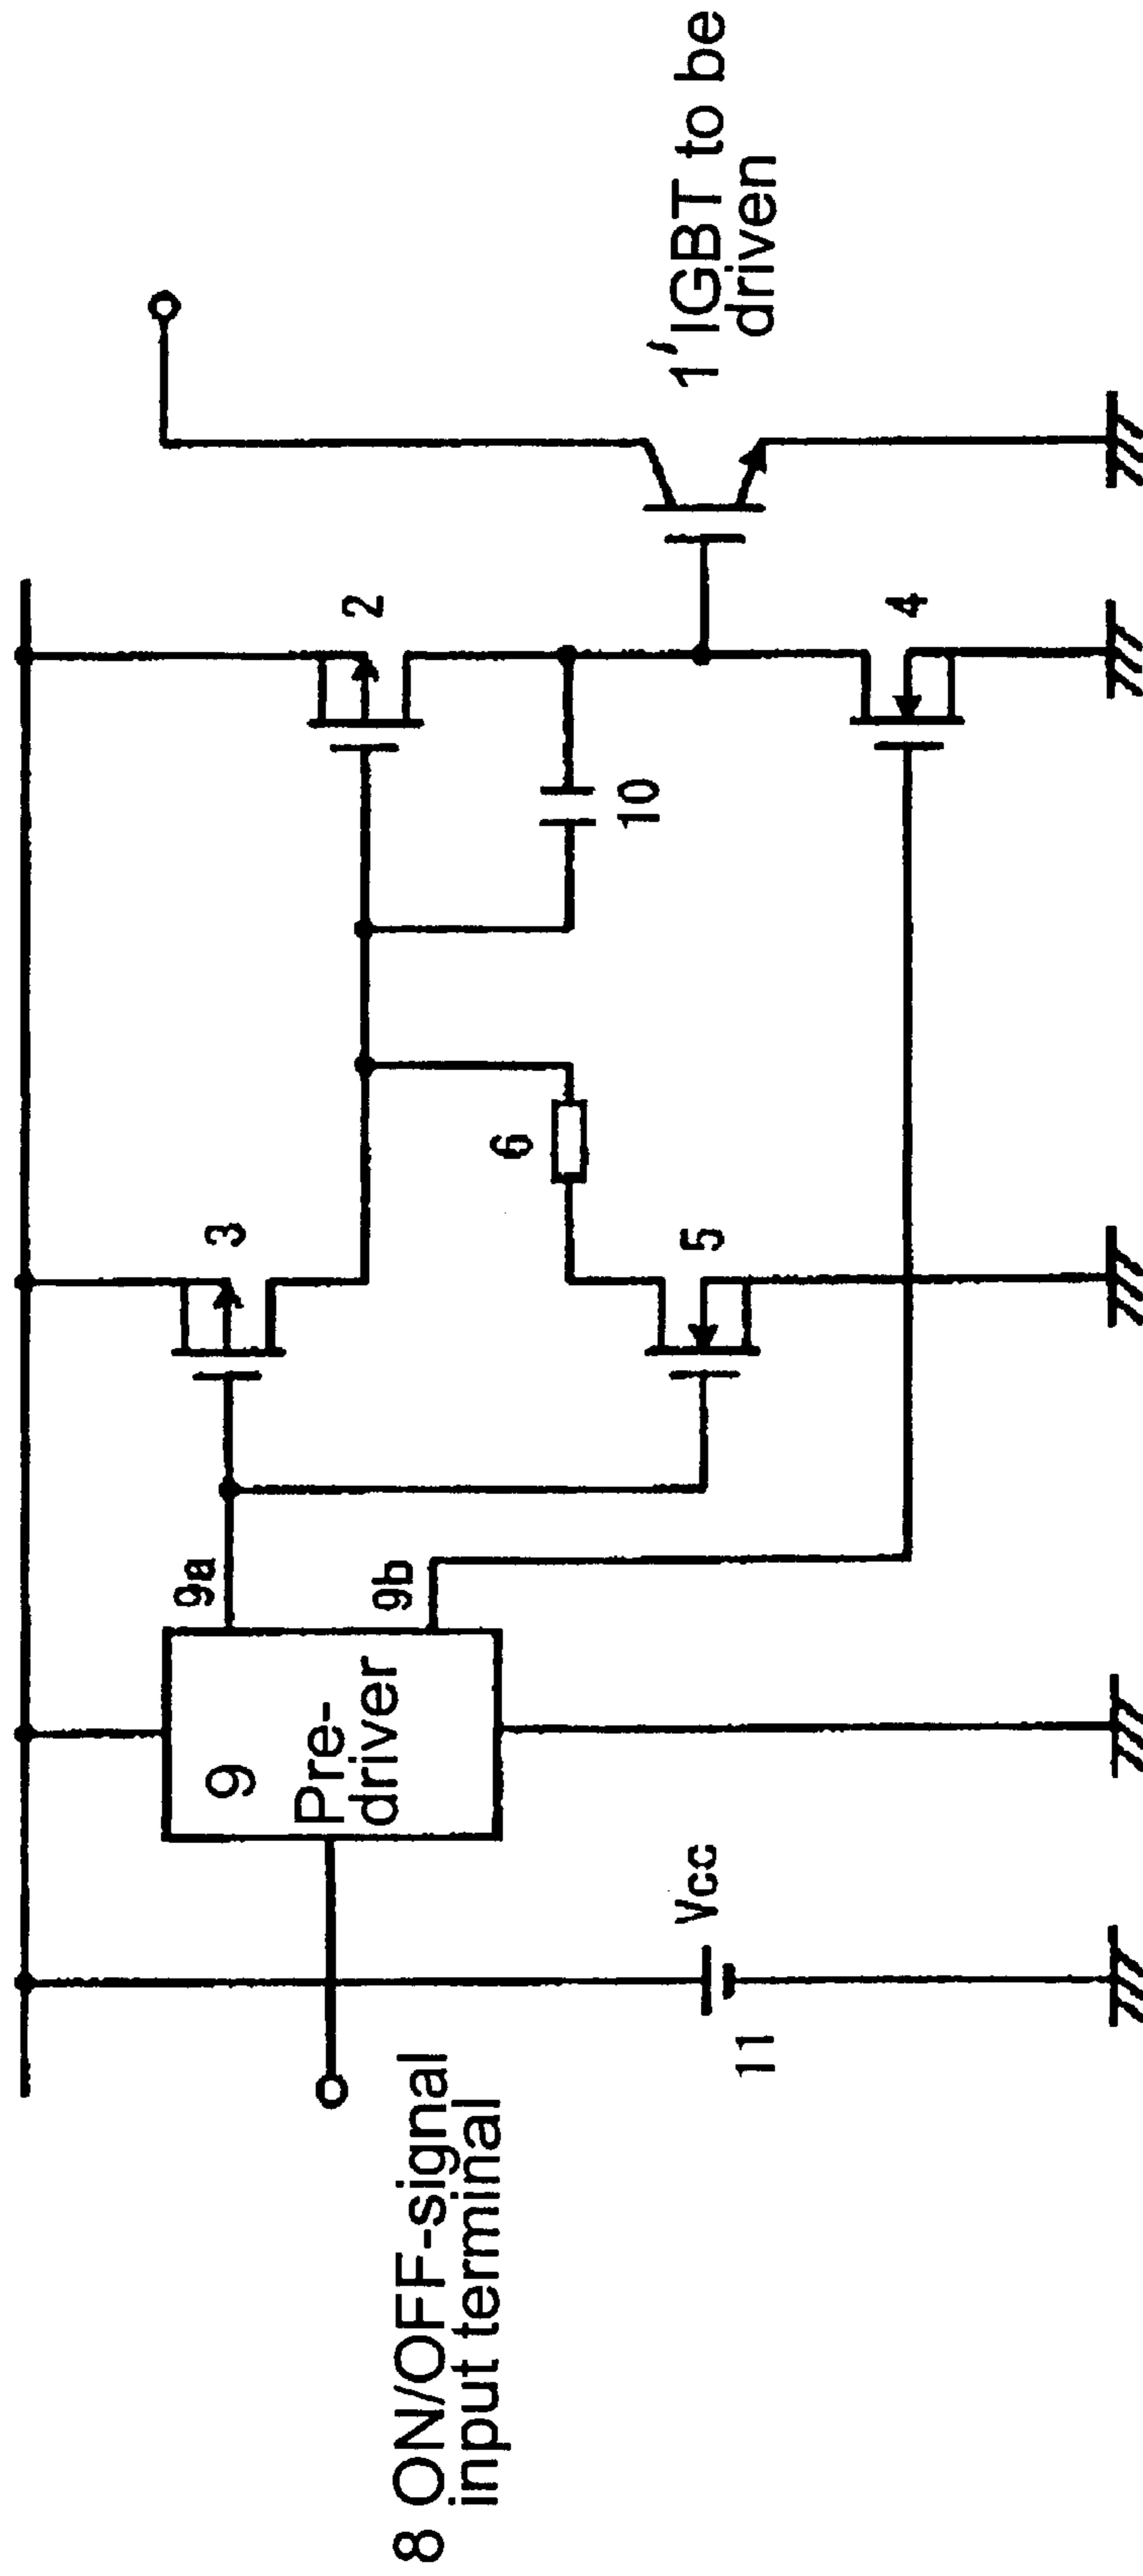 8 ON/OFF-signal
input terminal
11
Vcc
9
Pre-
driver
9a
9b
3
5
6
10
2
4
1' IGBT to be
driven